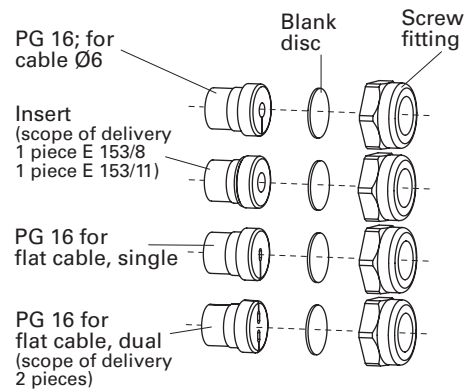 Blank
disc
Screw
fitting
PG 16; for
cable Ø6
Insert
(scope of delivery
1 piece E 153/8
1 piece E 153/11)
PG 16 for
flat cable, single
PG 16 for
flat cable, dual
(scope of delivery
2 pieces)